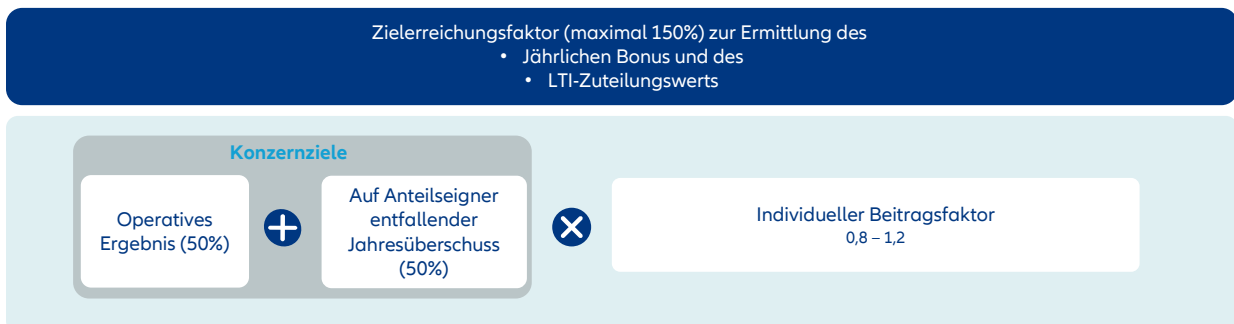 Zielerreichungsfaktor (maximal 150%) zur Ermittlung des
• Jährlichen Bonus und des
• LTI-Zuteilungswerts
Konzernziele
Operatives
Ergebnis (50%)
Auf Anteilseigner
entfallender
Jahresüberschuss
(50%)
Individueller Beitragsfaktor
0,8 – 1,2